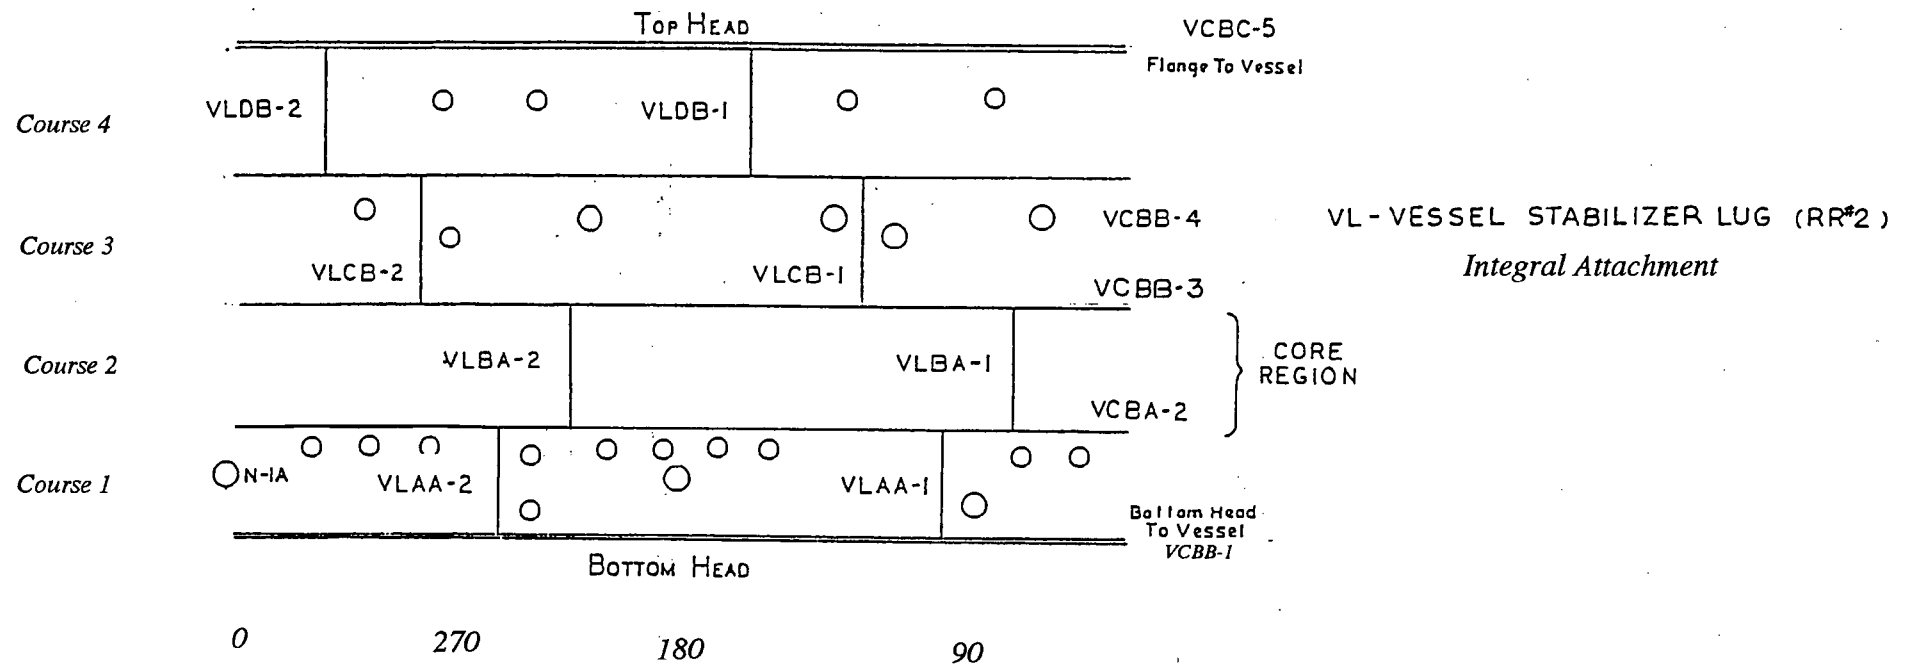 TOP HEAD
VCBC-5
Flange To Vessel
Course 4
VLDB-2
VLDB-1
Course 3
VLCB-2
VLCB-1
VCBB-4
VCBB-3
VL-VESSEL STABILIZER LUG (RR#2)
Integral Attachment
Course 2
VLBA-2
VLBA-1
VCBA-2
CORE
REGION
Course 1
N-1A
VLAA-2
VLAA-1
Bottom Head
To Vessel
VCBB-1
BOTTOM HEAD
0 270 180 90